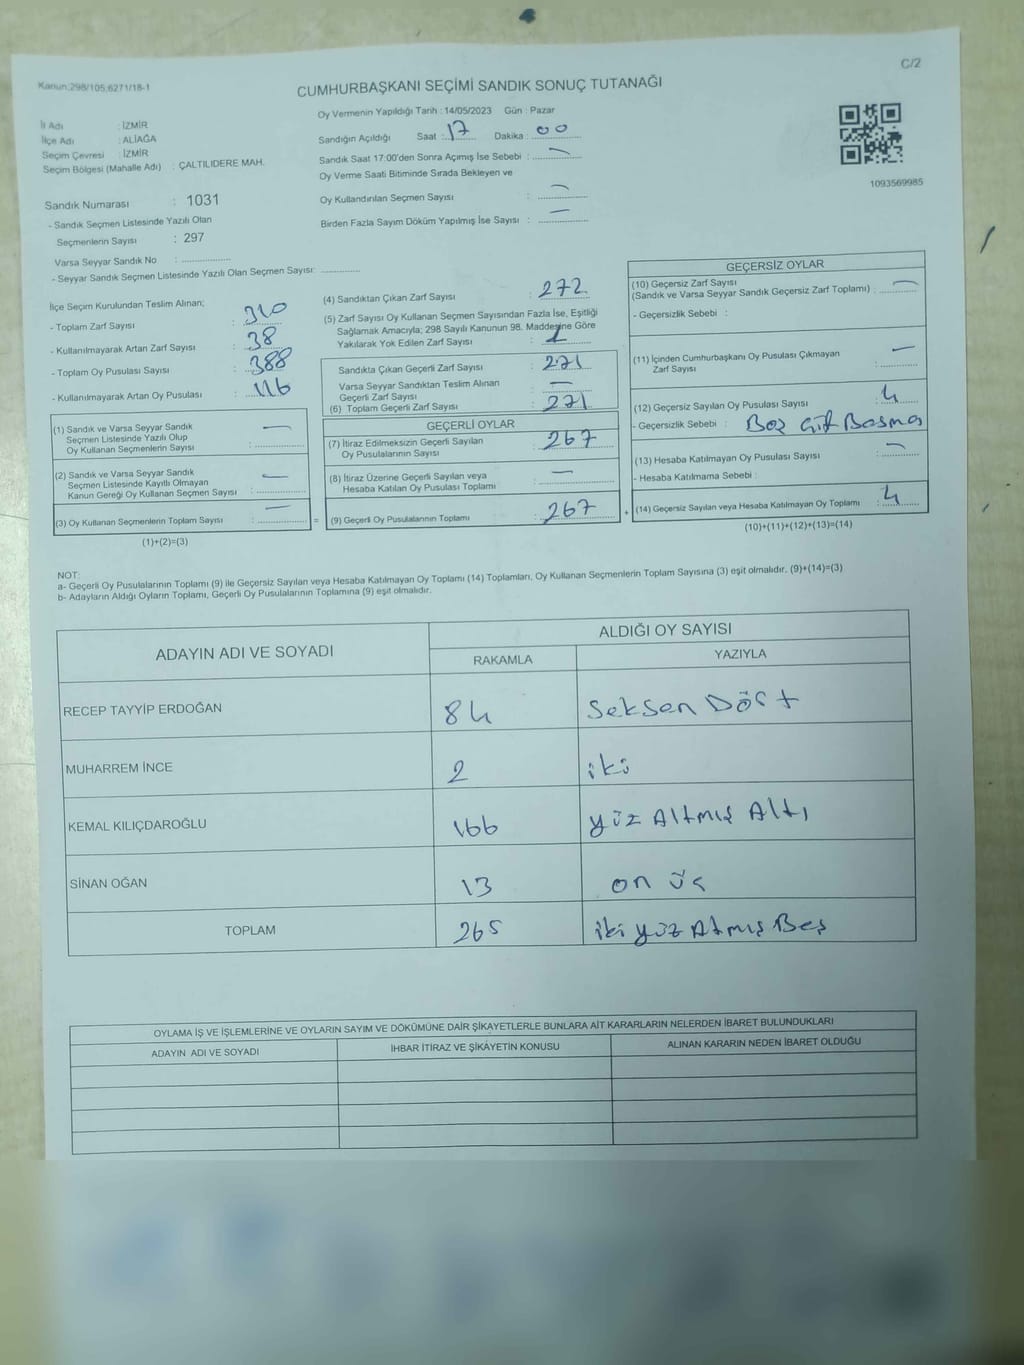 C/2
Kanun:298/105,6271/18-1
CUMHURBAŞKANI SEÇİMİ SANDIK SONUÇ TUTANAĞI
Oy Vermenin Yapıldığı Tarih : 14/05/2023 Gün : Pazar
İl Adı : İZMİR
İlçe Adı : ALİAĞA
Seçim Çevresi : İZMİR
Seçim Bölgesi (Mahalle Adı) : ÇALTILIDERE MAH.
Sandık Numarası : 1031
- Sandık Seçmen Listesinde Yazılı Olan
Seçmenlerin Sayısı : 297
Varsa Seyyar Sandık No : ....................
- Seyyar Sandık Seçmen Listesinde Yazılı Olan Seçmen Sayısı: ..............
Sandığın Açıldığı Saat : 17 Dakika : 00
Sandık Saat 17:00'den Sonra Açımış İse Sebebi : —
Oy Verme Saati Bitiminde Sırada Bekleyen ve
Oy Kullandırılan Seçmen Sayısı : —
Birden Fazla Sayım Döküm Yapılmış İse Sayısı : —
1093569985
İlçe Seçim Kurulundan Teslim Alınan;
- Toplam Zarf Sayısı : 310
- Kullanılmayarak Artan Zarf Sayısı : 38
- Toplam Oy Pusulası Sayısı : 388
- Kullanılmayarak Artan Oy Pusulası : 116
(1) Sandık ve Varsa Seyyar Sandık
Seçmen Listesinde Yazılı Olup
Oy Kullanan Seçmenlerin Sayısı : —
(2) Sandık ve Varsa Seyyar Sandık
Seçmen Listesinde Kayıtlı Olmayan
Kanun Gereği Oy Kullanan Seçmen Sayısı : —
(3) Oy Kullanan Seçmenlerin Toplam Sayısı : — =
(1)+(2)=(3)
(4) Sandıktan Çıkan Zarf Sayısı : 272
(5) Zarf Sayısı Oy Kullanan Seçmen Sayısından Fazla İse, Eşitliği
Sağlamak Amacıyla; 298 Sayılı Kanunun 98. Maddesine Göre
Yakılarak Yok Edilen Zarf Sayısı : 1
Sandıkta Çıkan Geçerli Zarf Sayısı : 271
Varsa Seyyar Sandıktan Teslim Alınan
Geçerli Zarf Sayısı : —
(6) Toplam Geçerli Zarf Sayısı : 271
GEÇERLİ OYLAR
(7) İtiraz Edilmeksizin Geçerli Sayılan
Oy Pusulalarının Sayısı : 267
(8) İtiraz Üzerine Geçerli Sayılan veya
Hesaba Katılan Oy Pusulası Toplamı : —
(9) Geçerli Oy Pusulalarının Toplamı : 267 +
GEÇERSİZ OYLAR
(10) Geçersiz Zarf Sayısı
(Sandık ve Varsa Seyyar Sandık Geçersiz Zarf Toplamı) : —
- Geçersizlik Sebebi :
(11) İçinden Cumhurbaşkanı Oy Pusulası Çıkmayan
Zarf Sayısı : —
(12) Geçersiz Sayılan Oy Pusulası Sayısı : 4
- Geçersizlik Sebebi : Boş Çift Basma
(13) Hesaba Katılmayan Oy Pusulası Sayısı : —
- Hesaba Katılmama Sebebi :
(14) Geçersiz Sayılan veya Hesaba Katılmayan Oy Toplamı : 4
(10)+(11)+(12)+(13)=(14)
NOT:
a- Geçerli Oy Pusulalarının Toplamı (9) ile Geçersiz Sayılan veya Hesaba Katılmayan Oy Toplamı (14) Toplamları, Oy Kullanan Seçmenlerin Toplam Sayısına (3) eşit olmalıdır. (9)+(14)=(3)
b- Adayların Aldığı Oyların Toplamı, Geçerli Oy Pusulalarının Toplamına (9) eşit olmalıdır.
ADAYIN ADI VE SOYADI ALDIĞI OY SAYISI
RAKAMLA YAZIYLA
RECEP TAYYİP ERDOĞAN 84 Seksen Dört
MUHARREM İNCE 2 iki
KEMAL KILIÇDAROĞLU 166 yüz Altmış Altı
SİNAN OĞAN 13 on üç
TOPLAM 265 iki yüz Atmış Beş
OYLAMA İŞ VE İŞLEMLERİNE VE OYLARIN SAYIM VE DÖKÜMÜNE DAİR ŞİKAYETLERLE BUNLARA AİT KARARLARIN NELERDEN İBARET BULUNDUKLARI
ADAYIN ADI VE SOYADI İHBAR İTİRAZ VE ŞİKÂYETİN KONUSU ALINAN KARARIN NEDEN İBARET OLDUĞU